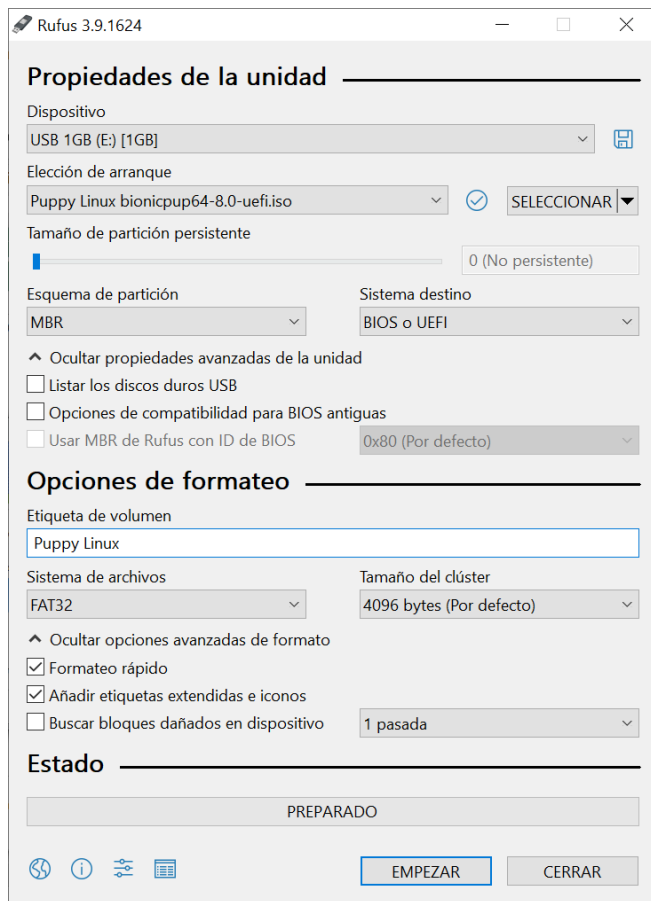 Rufus 3.9.1624
Propiedades de la unidad
Dispositivo
USB 1GB (E:) [1GB]
Elección de arranque
Puppy Linux bionicpup64-8.0-uefi.iso
SELECCIONAR
Tamaño de partición persistente
0 (No persistente)
Esquema de partición
Sistema destino
MBR
BIOS o UEFI
Ocultar propiedades avanzadas de la unidad
Listar los discos duros USB
Opciones de compatibilidad para BIOS antiguas
Usar MBR de Rufus con ID de BIOS
0x80 (Por defecto)
Opciones de formateo
Etiqueta de volumen
Puppy Linux
Sistema de archivos
Tamaño del clúster
FAT32
4096 bytes (Por defecto)
Ocultar opciones avanzadas de formato
Formateo rápido
Añadir etiquetas extendidas e iconos
Buscar bloques dañados en dispositivo
1 pasada
Estado
PREPARADO
EMPEZAR
CERRAR